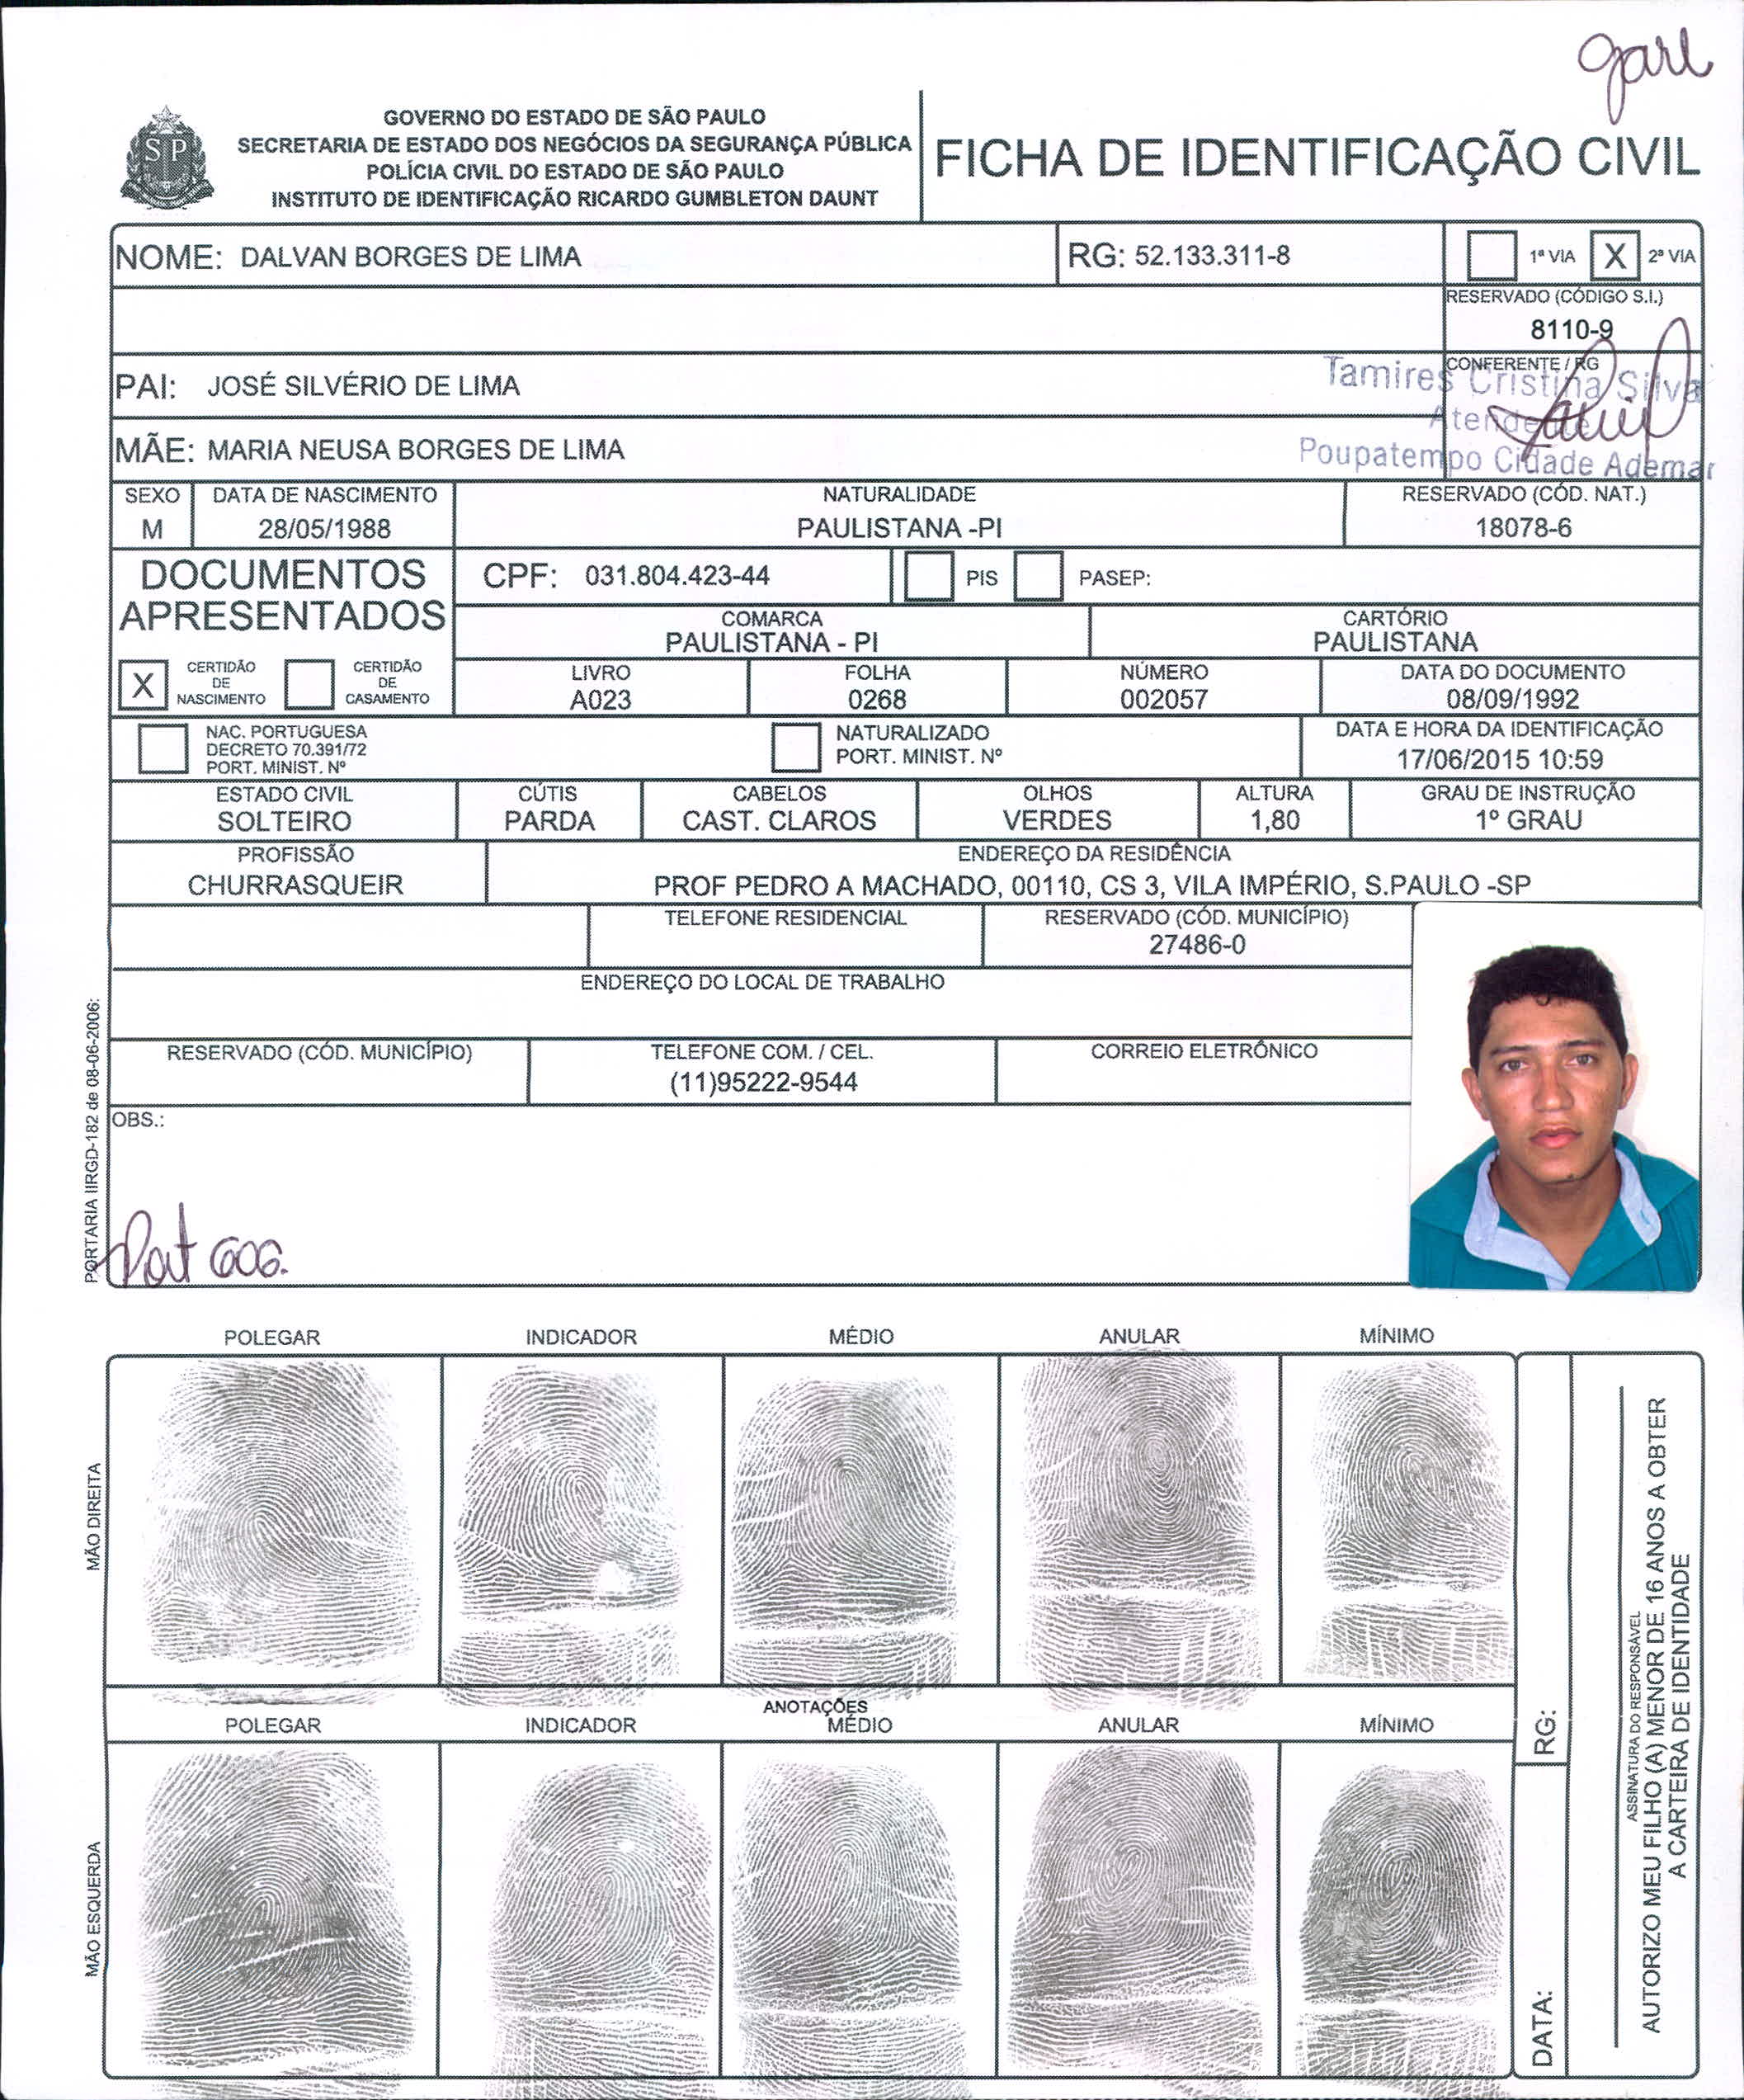 garl
GOVERNO DO ESTADO DE SÃO PAULO
SECRETARIA DE ESTADO DOS NEGÓCIOS DA SEGURANÇA PÚBLICA
POLÍCIA CIVIL DO ESTADO DE SÃO PAULO
INSTITUTO DE IDENTIFICAÇÃO RICARDO GUMBLETON DAUNT
SP
FICHA DE IDENTIFICAÇÃO CIVIL
NOME: DALVAN BORGES DE LIMA
RG: 52.133.311-8
1ª VIA X 2ª VIA
RESERVADO (CÓDIGO S.I.)
8110-9
PAI: JOSÉ SILVÉRIO DE LIMA
CONFERENTE / RG
Tamires Cristina Silva
Atendente
Poupatempo Cidade Ademar
MÃE: MARIA NEUSA BORGES DE LIMA
SEXO DATA DE NASCIMENTO NATURALIDADE RESERVADO (CÓD. NAT.)
M 28/05/1988 PAULISTANA -PI 18078-6
DOCUMENTOS
APRESENTADOS
CPF: 031.804.423-44 PIS PASEP:
COMARCA CARTÓRIO
PAULISTANA - PI PAULISTANA
X CERTIDÃO DE NASCIMENTO CERTIDÃO DE CASAMENTO
LIVRO FOLHA NÚMERO DATA DO DOCUMENTO
A023 0268 002057 08/09/1992
NAC. PORTUGUESA
DECRETO 70.391/72
PORT. MINIST. Nº
NATURALIZADO
PORT. MINIST. Nº
DATA E HORA DA IDENTIFICAÇÃO
17/06/2015 10:59
ESTADO CIVIL CÚTIS CABELOS OLHOS ALTURA GRAU DE INSTRUÇÃO
SOLTEIRO PARDA CAST. CLAROS VERDES 1,80 1º GRAU
PROFISSÃO ENDEREÇO DA RESIDÊNCIA
CHURRASQUEIR PROF PEDRO A MACHADO, 00110, CS 3, VILA IMPÉRIO, S.PAULO -SP
TELEFONE RESIDENCIAL RESERVADO (CÓD. MUNICÍPIO)
27486-0
ENDEREÇO DO LOCAL DE TRABALHO
RESERVADO (CÓD. MUNICÍPIO) TELEFONE COM. / CEL. CORREIO ELETRÔNICO
(11)95222-9544
OBS.:
Port 606.
PORTARIA IIRGD-182 de 08-06-2006:
POLEGAR INDICADOR MÉDIO ANULAR MÍNIMO
MÃO DIREITA
ANOTAÇÕES
POLEGAR INDICADOR MÉDIO ANULAR MÍNIMO
MÃO ESQUERDA
RG:
DATA:
ASSINATURA DO RESPONSÁVEL
AUTORIZO MEU FILHO (A) MENOR DE 16 ANOS A OBTER
A CARTEIRA DE IDENTIDADE